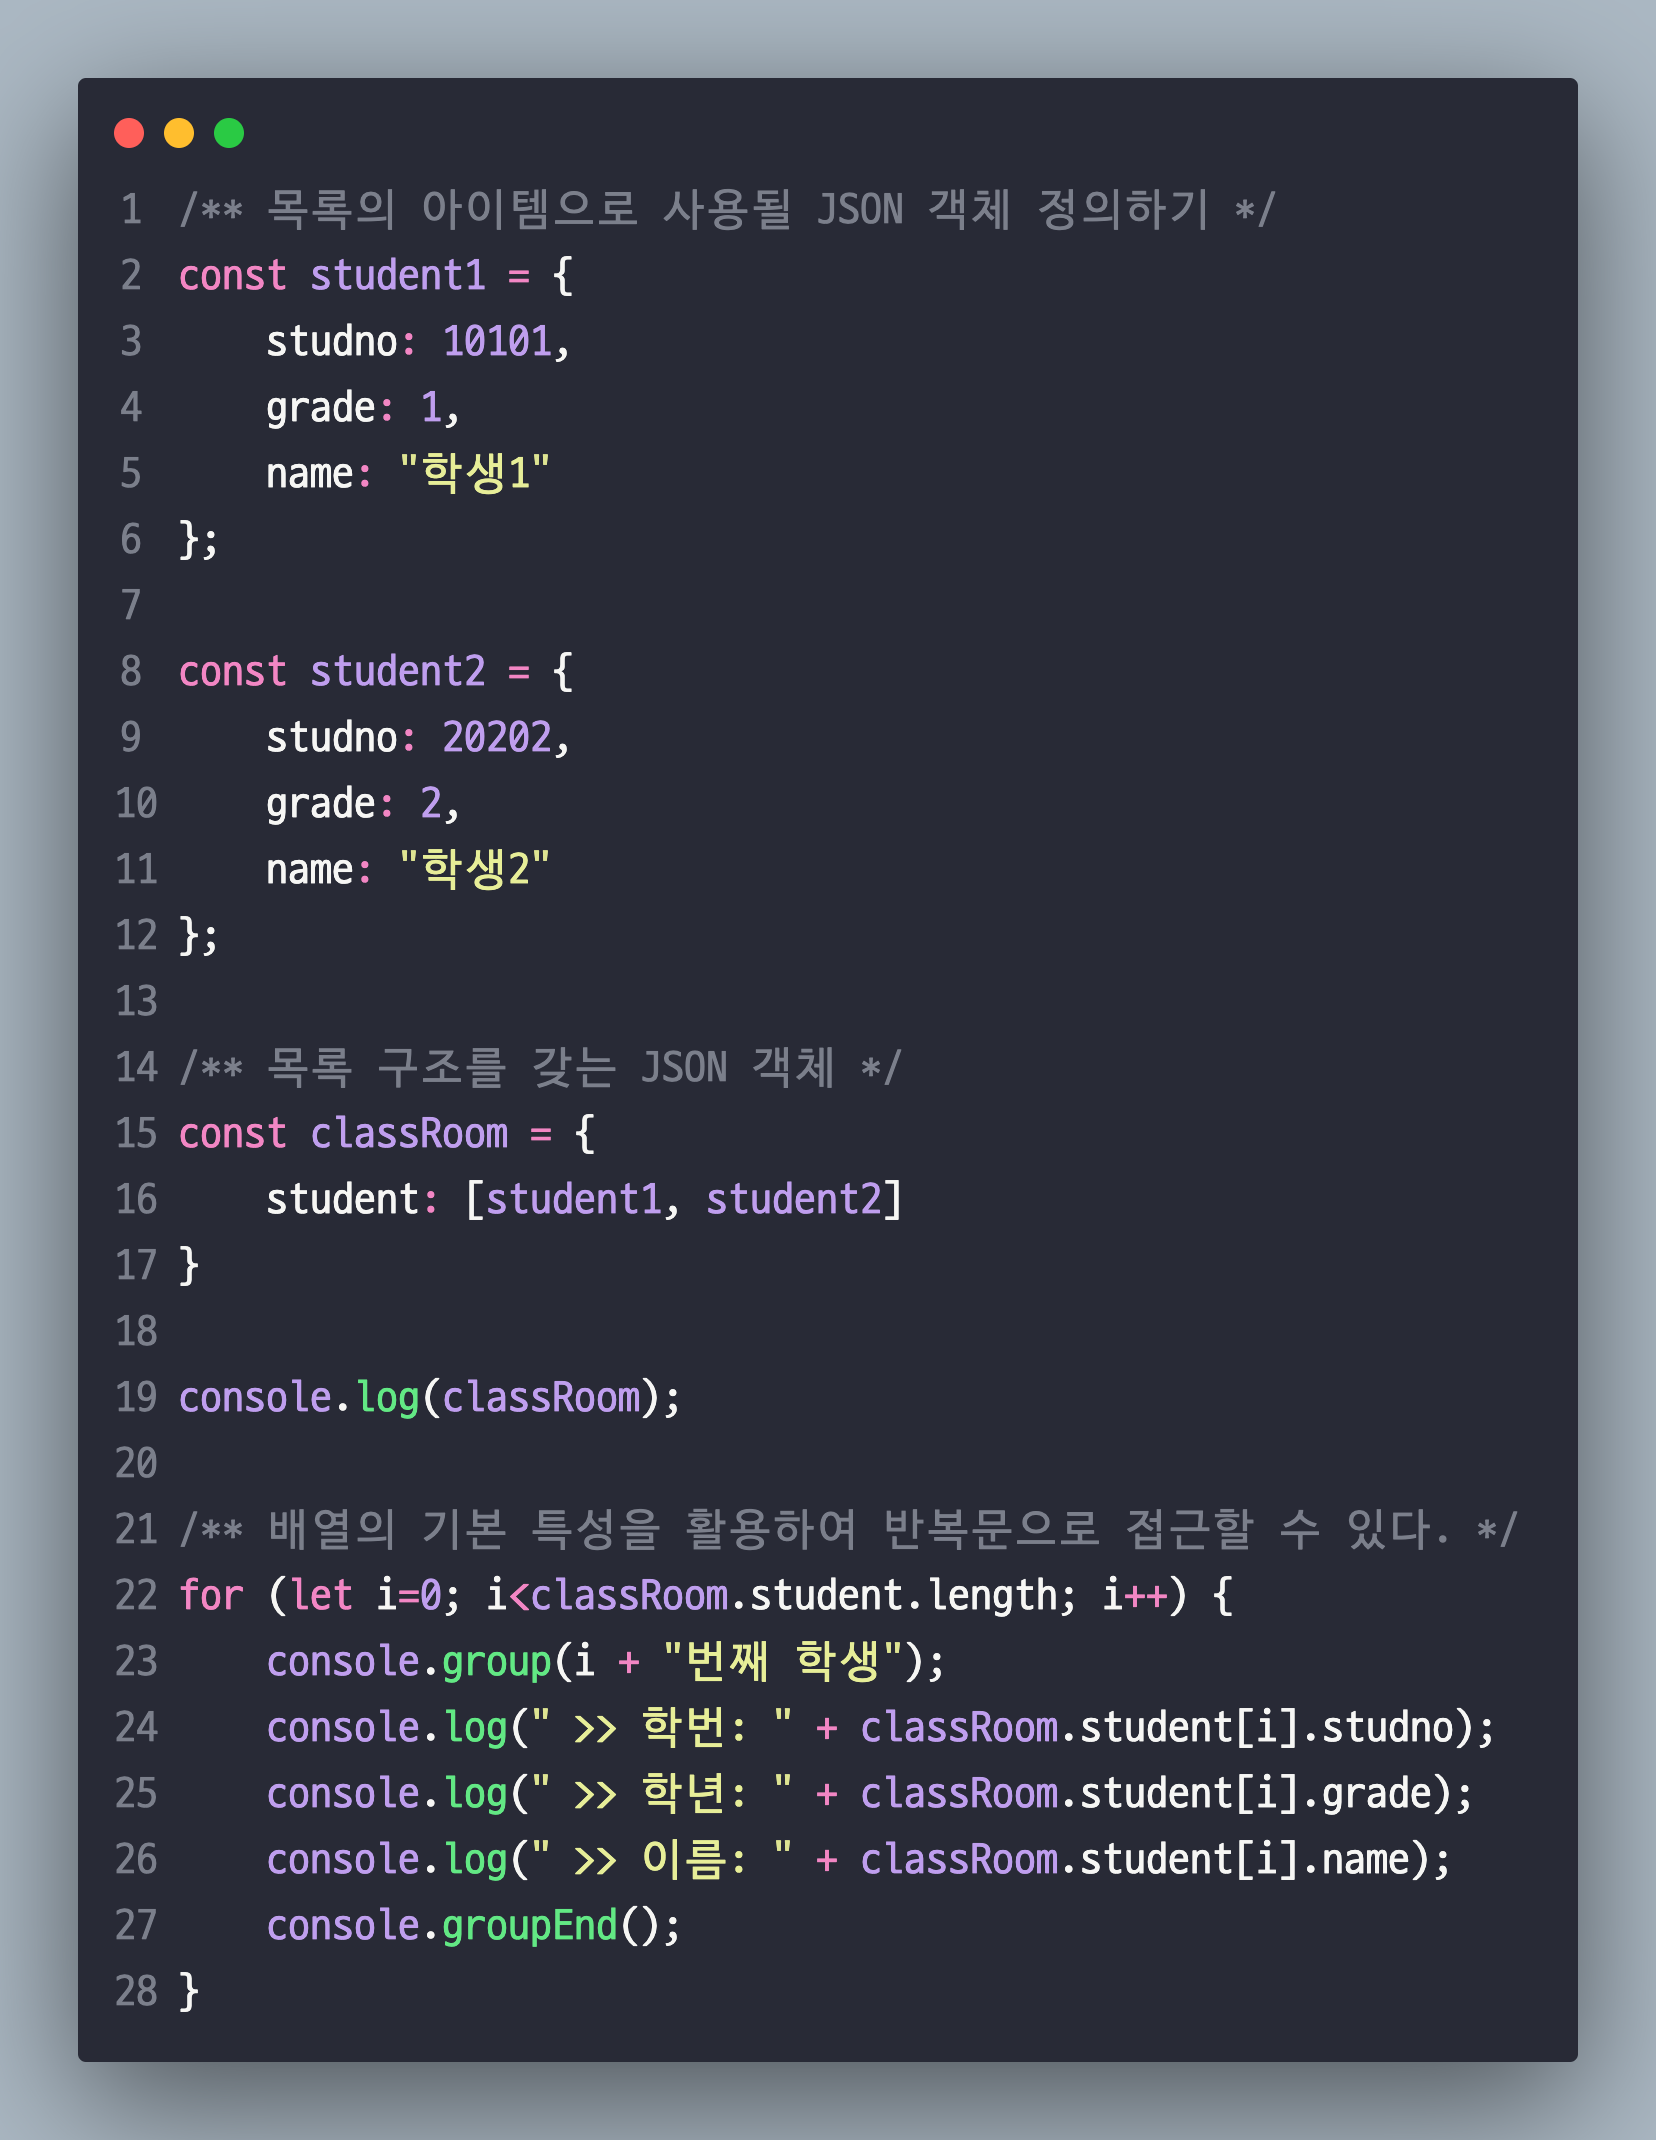 1 /** 목록의 아이템으로 사용될 JSON 객체 정의하기 */
2 const student1 = {
3     studno: 10101,
4     grade: 1,
5     name: "학생1"
6 };
7
8 const student2 = {
9     studno: 20202,
10     grade: 2,
11     name: "학생2"
12 };
13
14 /** 목록 구조를 갖는 JSON 객체 */
15 const classRoom = {
16     student: [student1, student2]
17 }
18
19 console.log(classRoom);
20
21 /** 배열의 기본 특성을 활용하여 반복문으로 접근할 수 있다. */
22 for (let i=0; i<classRoom.student.length; i++) {
23     console.group(i + "번째 학생");
24     console.log(" >> 학번: " + classRoom.student[i].studno);
25     console.log(" >> 학년: " + classRoom.student[i].grade);
26     console.log(" >> 이름: " + classRoom.student[i].name);
27     console.groupEnd();
28 }